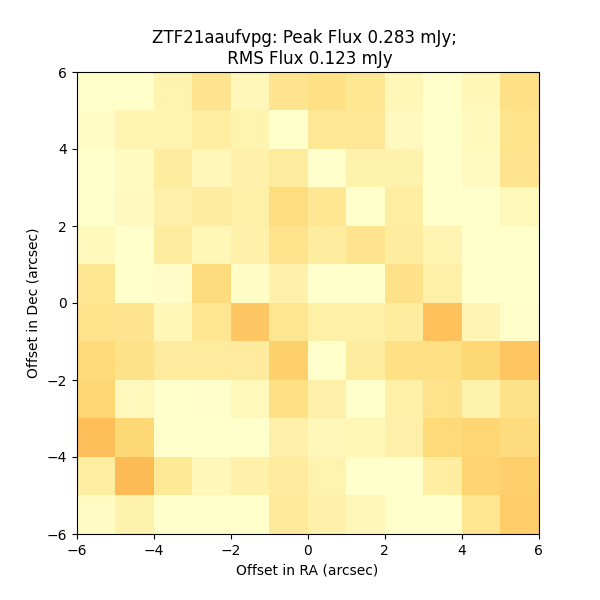 ZTF21aaufvpg: Peak Flux 0.283 mJy;
RMS Flux 0.123 mJy
6
4
2
0
−2
−4
−6
Offset in Dec (arcsec)
−6 −4 −2 0 2 4 6
Offset in RA (arcsec)